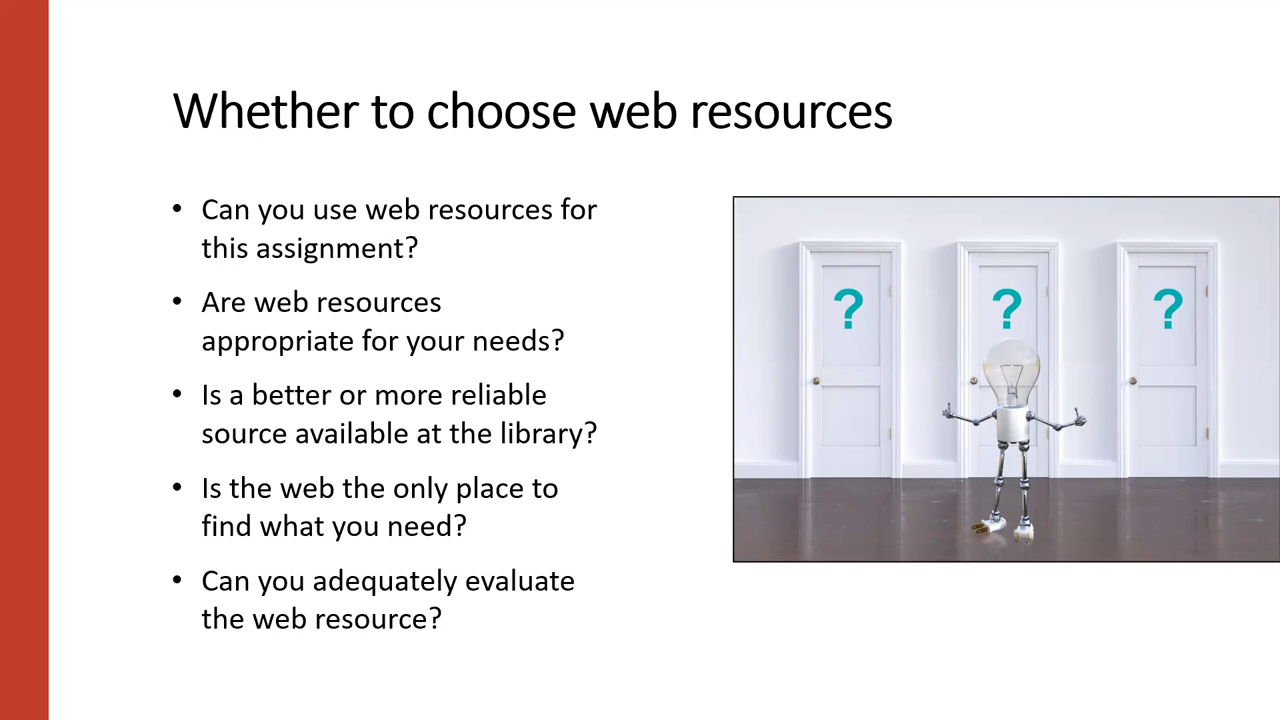 Whether to choose web resources
• Can you use web resources for
this assignment?
• Are web resources
appropriate for your needs?
• Is a better or more reliable
source available at the library?
• Is the web the only place to
find what you need?
• Can you adequately evaluate
the web resource?
? ? ?